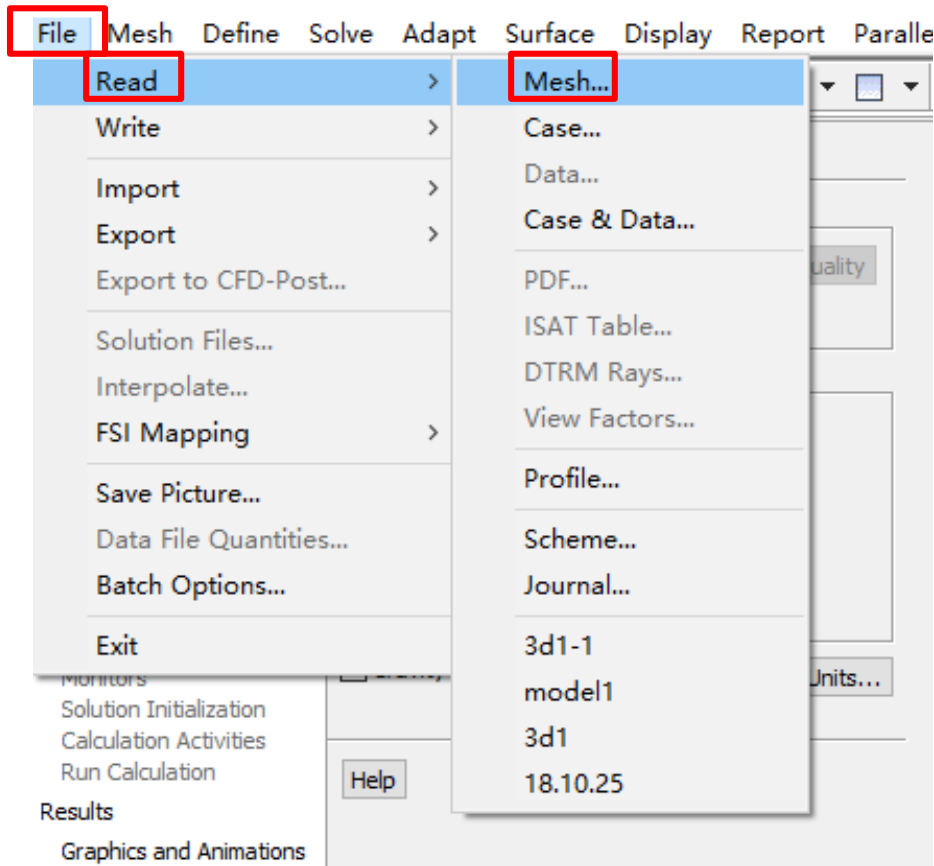 File Mesh Define Solve Adapt Surface Display Report Paralle
Read
Write
Import
Export
Export to CFD-Post...
Solution Files...
Interpolate...
FSI Mapping
Save Picture...
Data File Quantities...
Batch Options...
Exit
Mesh...
Case...
Data...
Case & Data...
PDF...
ISAT Table...
DTRM Rays...
View Factors...
Profile...
Scheme...
Journal...
3d1-1
model1
3d1
18.10.25
uality
Units...
Monitors
Solution Initialization
Calculation Activities
Run Calculation
Results
Graphics and Animations
Help